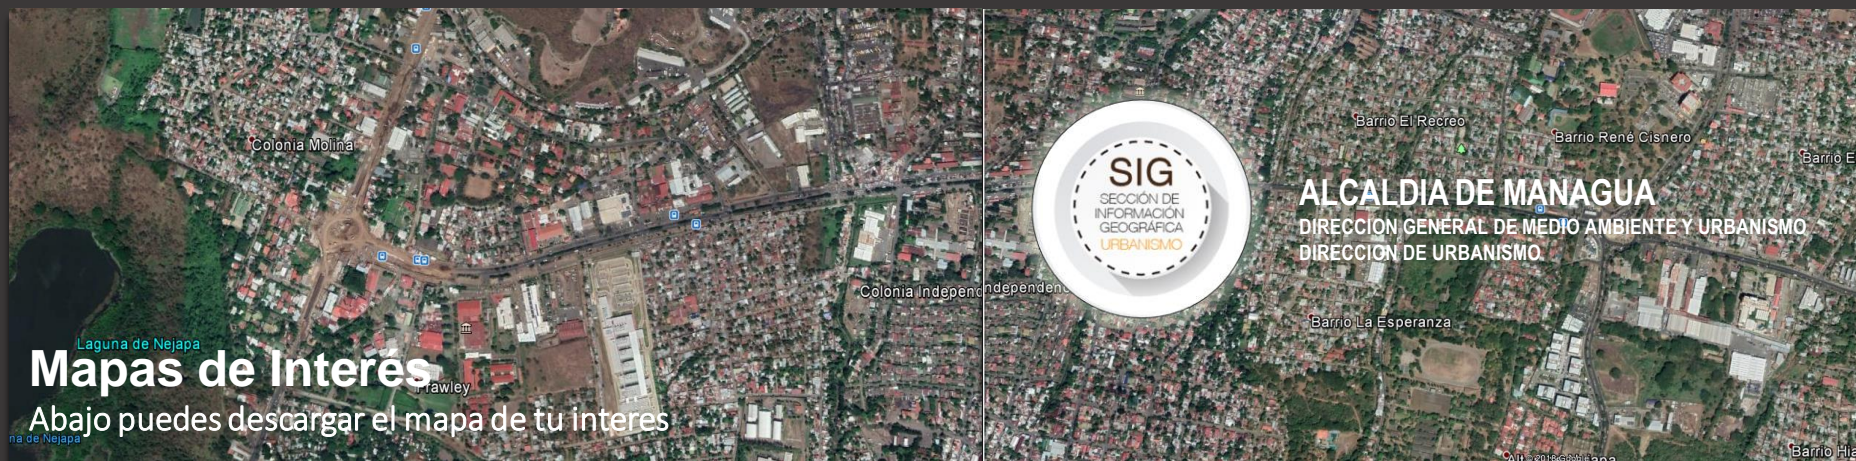 Colonia Molina
Laguna de Nejapa
Mapas de Interés
Frawley
Abajo puedes descargar el mapa de tu interes
na de Nejapa
Colonia Independ
ndependenc
SIG
SECCIÓN DE
INFORMACIÓN
GEOGRÁFICA
URBANISMO
Barrio El Recreo
Barrio René Cisnero
Barrio E
ALCALDIA DE MANAGUA
DIRECCION GENERAL DE MEDIO AMBIENTE Y URBANISMO
DIRECCION DE URBANISMO.
Barrio La Esperanza
Barrio Hia